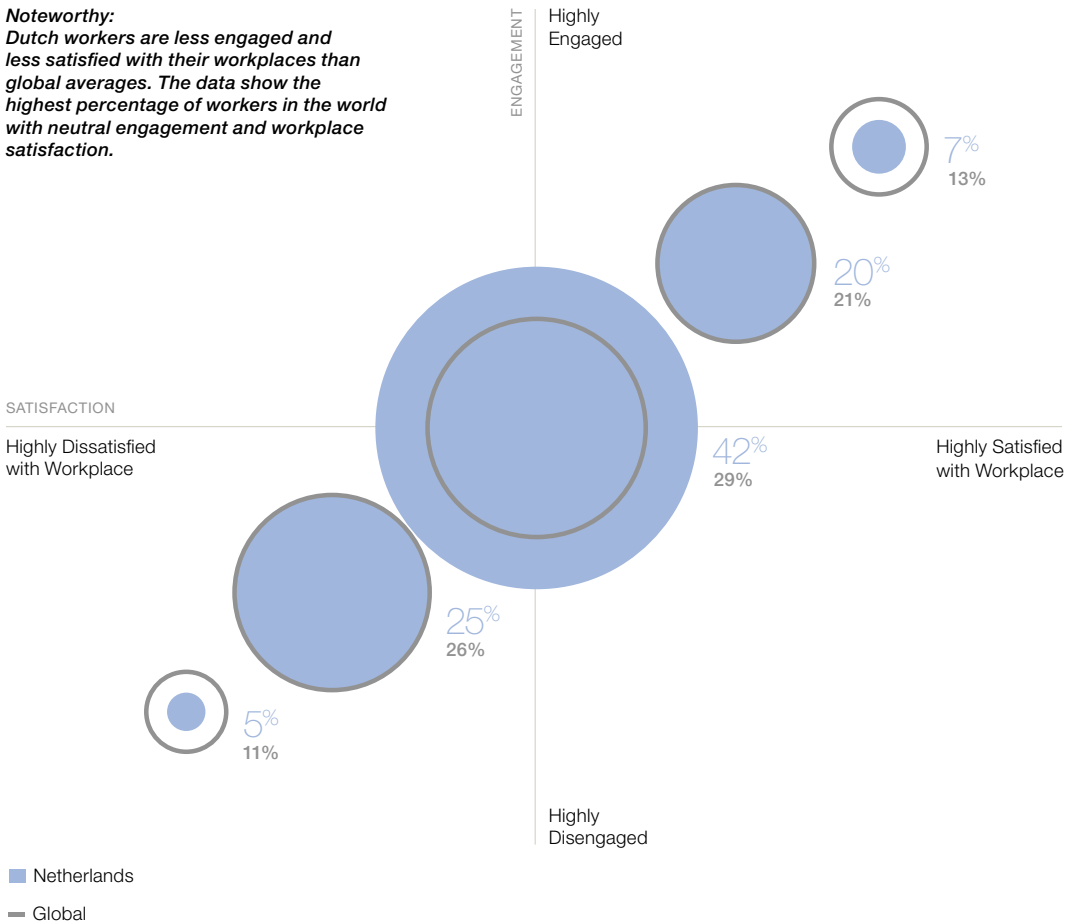 Noteworthy:
Dutch workers are less engaged and
less satisfied with their workplaces than
global averages. The data show the
highest percentage of workers in the world
with neutral engagement and workplace
satisfaction.
ENGAGEMENT
Highly
Engaged
7%
13%
20%
21%
SATISFACTION
Highly Dissatisfied
with Workplace
42%
29%
Highly Satisfied
with Workplace
25%
26%
5%
11%
Highly
Disengaged
Netherlands
Global